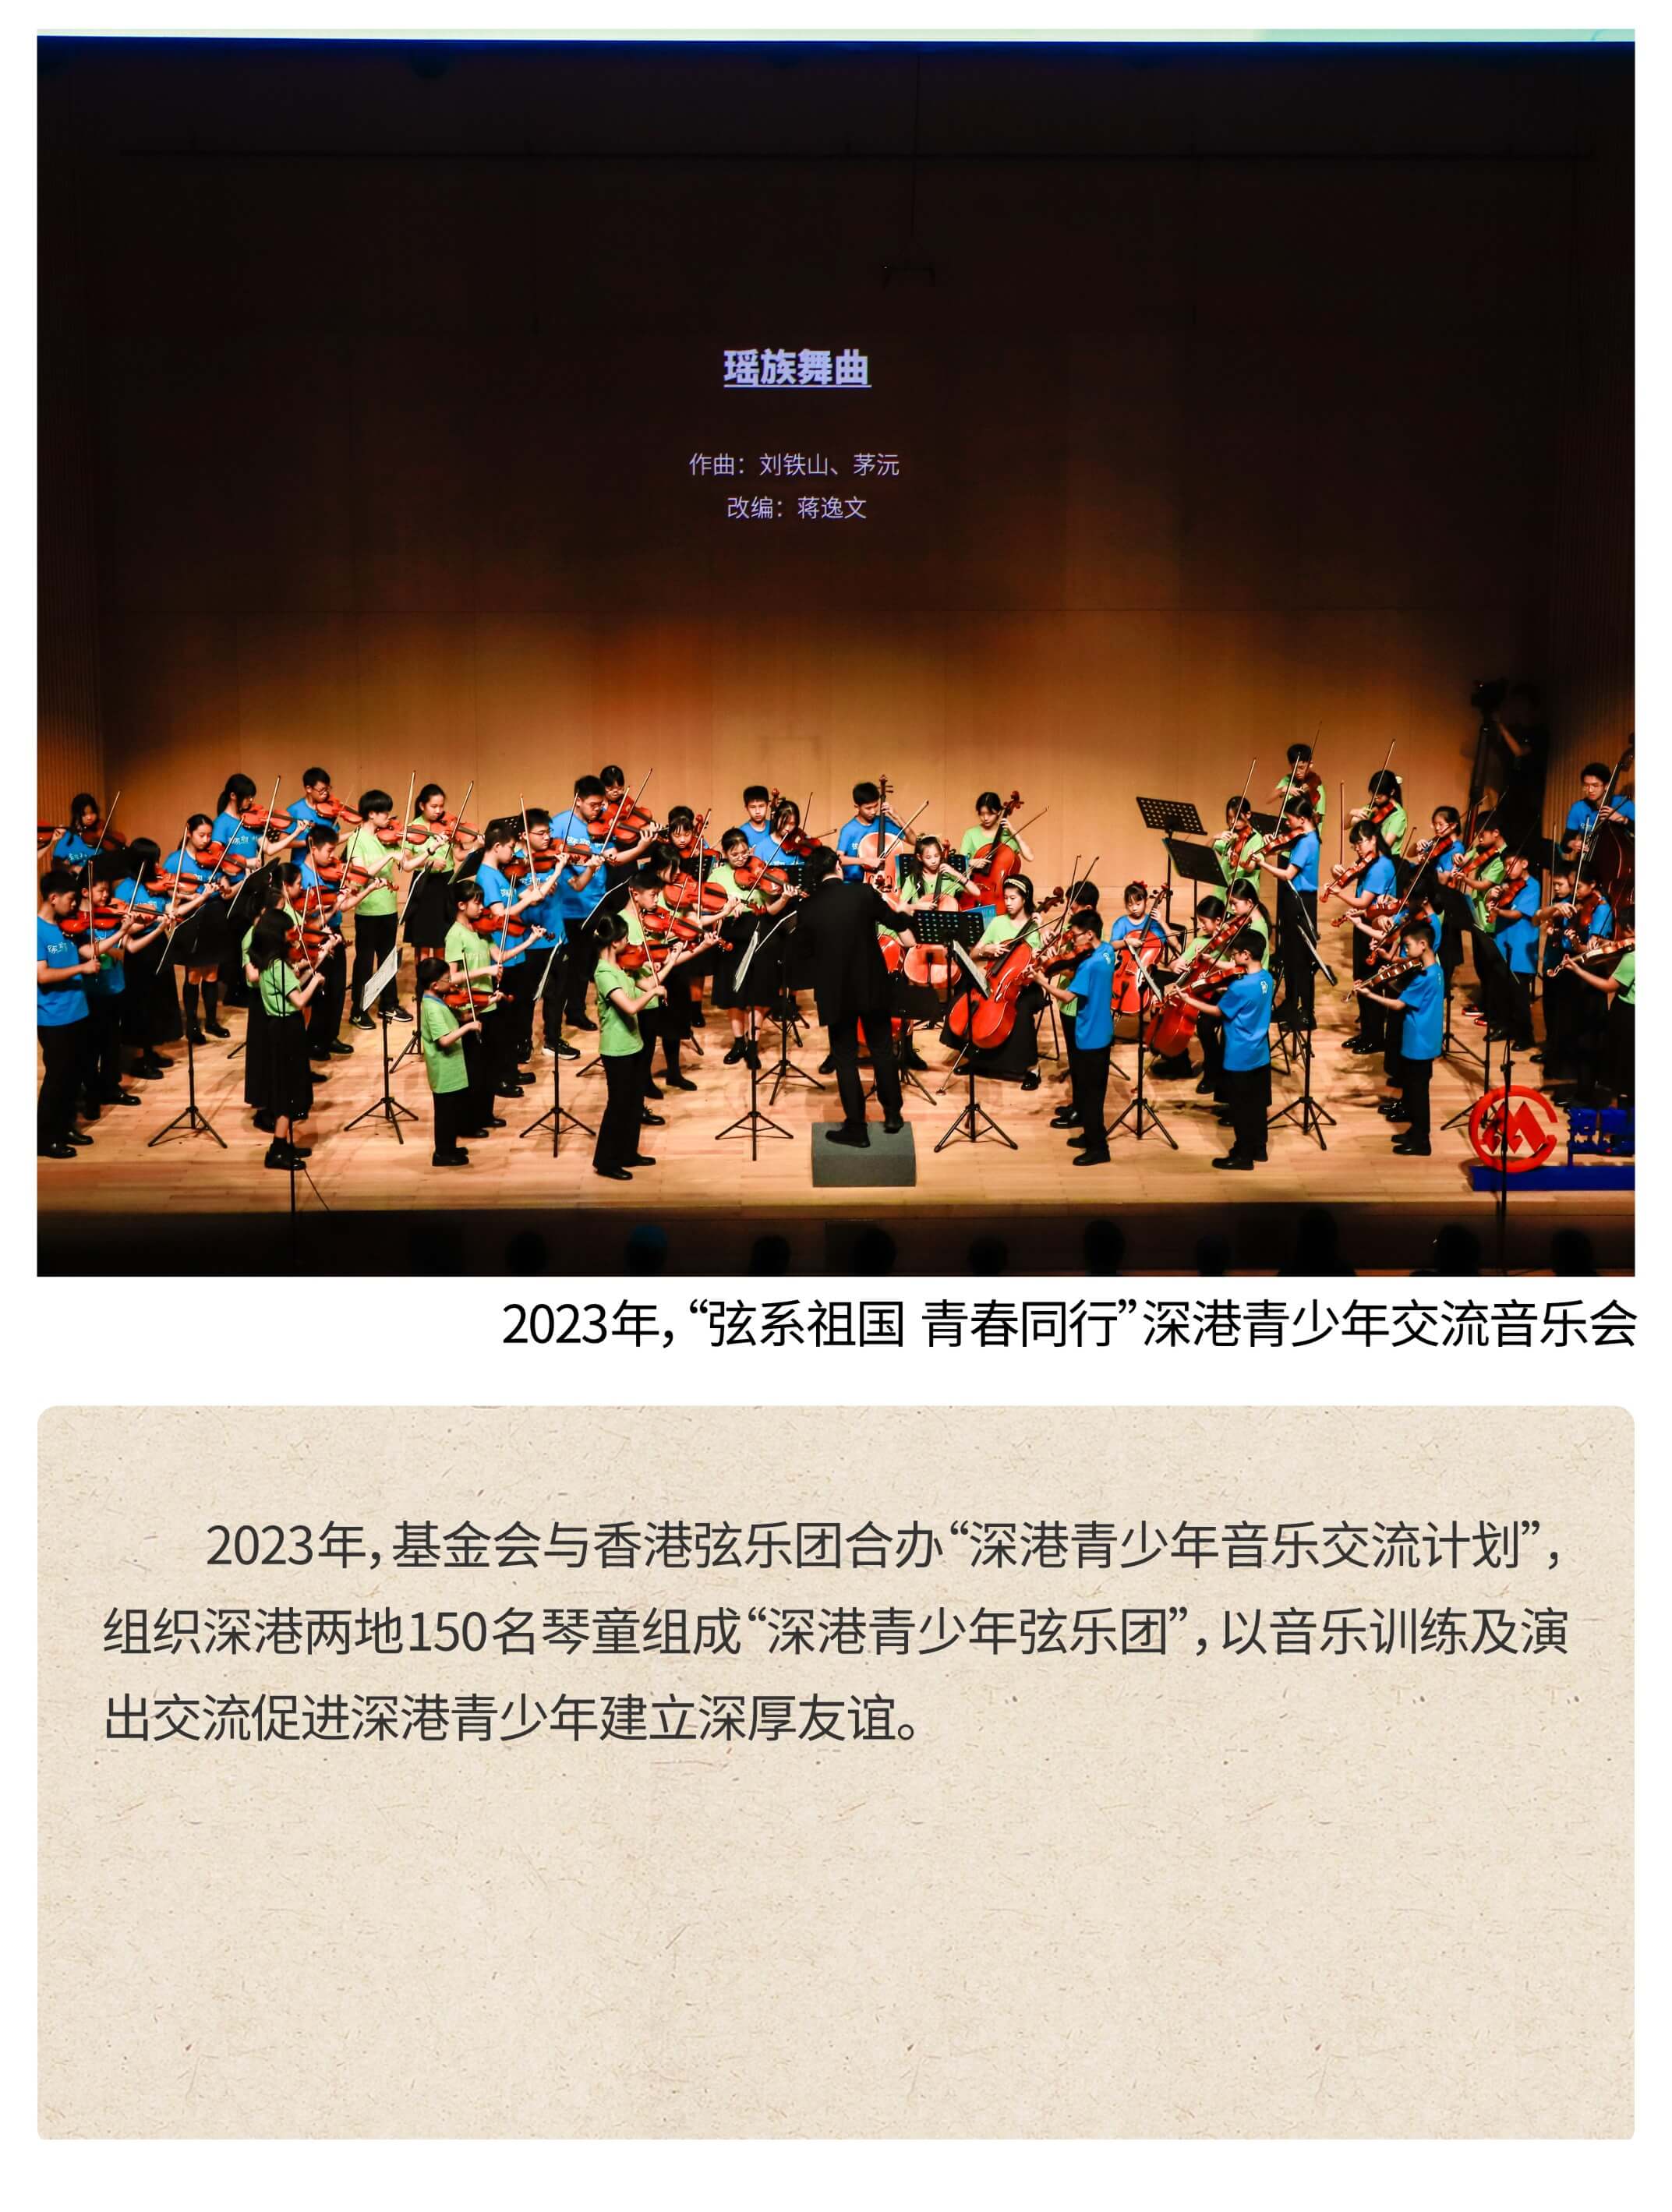 瑶族舞曲
作曲：刘铁山、茅沅
改编：蒋逸文
2023年，“弦系祖国 青春同行”深港青少年交流音乐会
2023年，基金会与香港弦乐团合办“深港青少年音乐交流计划”，
组织深港两地150名琴童组成“深港青少年弦乐团”，以音乐训练及演
出交流促进深港青少年建立深厚友谊。